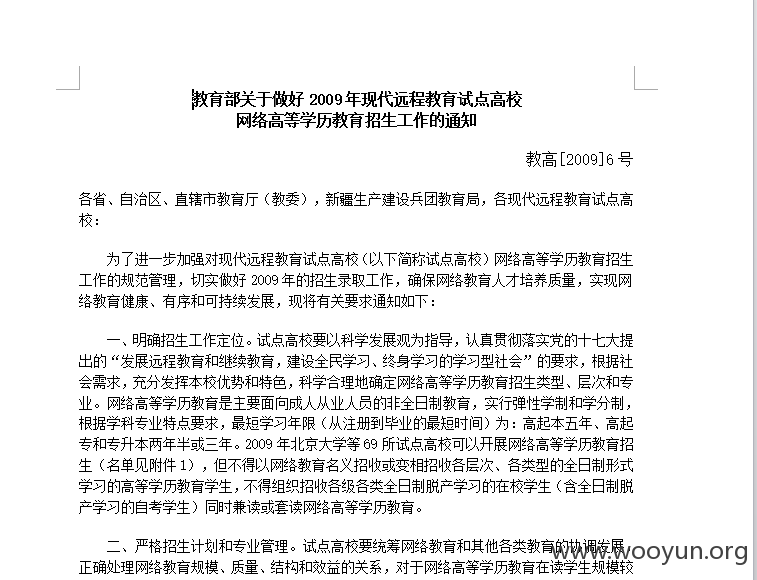 教育部关于做好 2009 年现代远程教育试点高校
网络高等学历教育招生工作的通知
教高[2009]6 号
各省、自治区、直辖市教育厅（教委），新疆生产建设兵团教育局，各现代远程教育试点高
校：
为了进一步加强对现代远程教育试点高校（以下简称试点高校）网络高等学历教育招生
工作的规范管理，切实做好 2009 年的招生录取工作，确保网络教育人才培养质量，实现网
络教育健康、有序和可持续发展，现将有关要求通知如下：
一、明确招生工作定位。试点高校要以科学发展观为指导，认真贯彻落实党的十七大提
出的“发展远程教育和继续教育，建设全民学习、终身学习的学习型社会”的要求，根据社
会需求，充分发挥本校优势和特色，科学合理地确定网络高等学历教育招生类型、层次和专
业。网络高等学历教育是主要面向成人从业人员的非全日制教育，实行弹性学制和学分制，
根据学科专业特点要求，最短学习年限（从注册到毕业的最短时间）为：高起本五年、高起
专和专升本两年半或三年。2009 年北京大学等 69 所试点高校可以开展网络高等学历教育招
生（名单见附件 1），但不得以网络教育名义招收或变相招收各层次、各类型的全日制形式
学习的高等学历教育学生，不得组织招收各级各类全日制脱产学习的在校学生（含全日制脱
产学习的自考学生）同时兼读或套读网络高等学历教育。
二、严格招生计划和专业管理。试点高校要统筹网络教育和其他各类教育的协调发展，
正确处理网络教育规模、质量、结构和效益的关系，对于网络高等学历教育在读学生规模较
www.wooyun.org